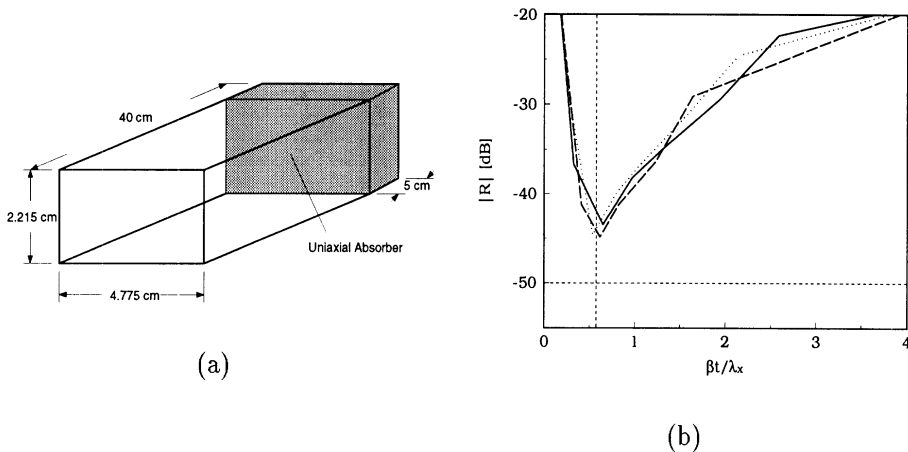 40 cm
5 cm
2.215 cm
Uniaxial Absorber
4.775 cm
(a)
-20
-30
-40
-50
|R| [dB]
0 1 2 3 4
βt/λx
(b)